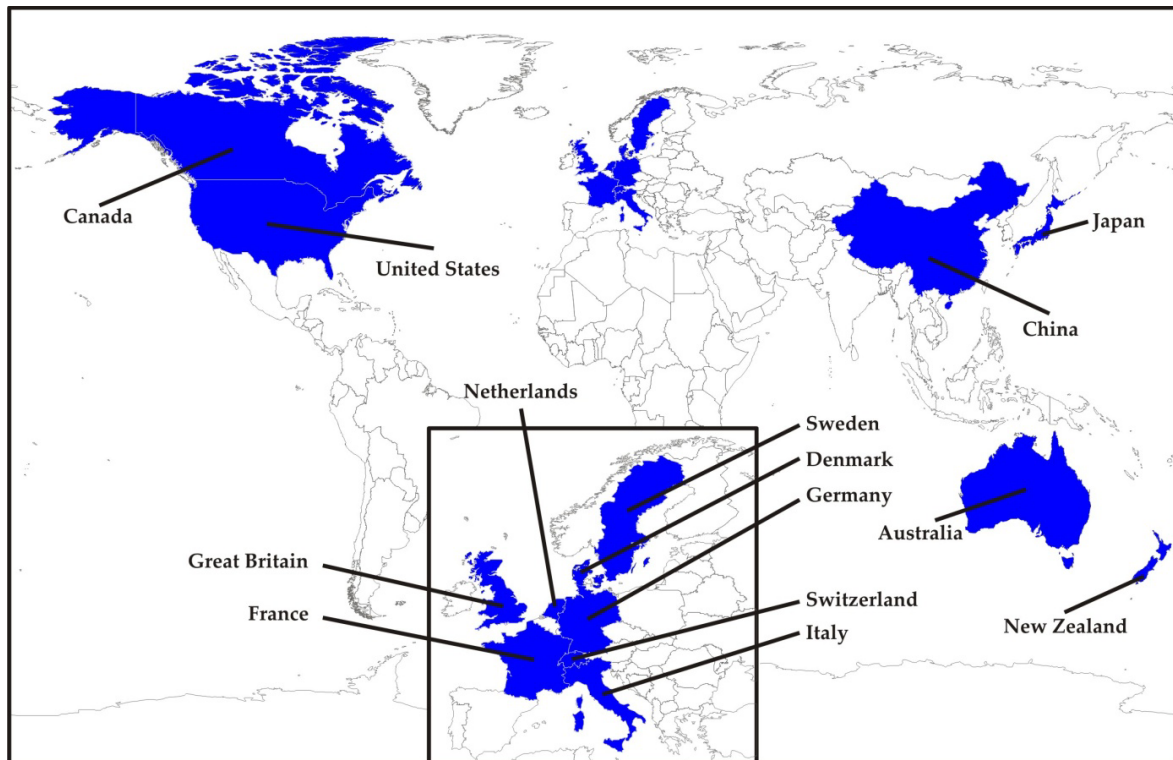 Canada
United States
Japan
China
Netherlands
Sweden
Denmark
Germany
Australia
Great Britain
France
Switzerland
Italy
New Zealand